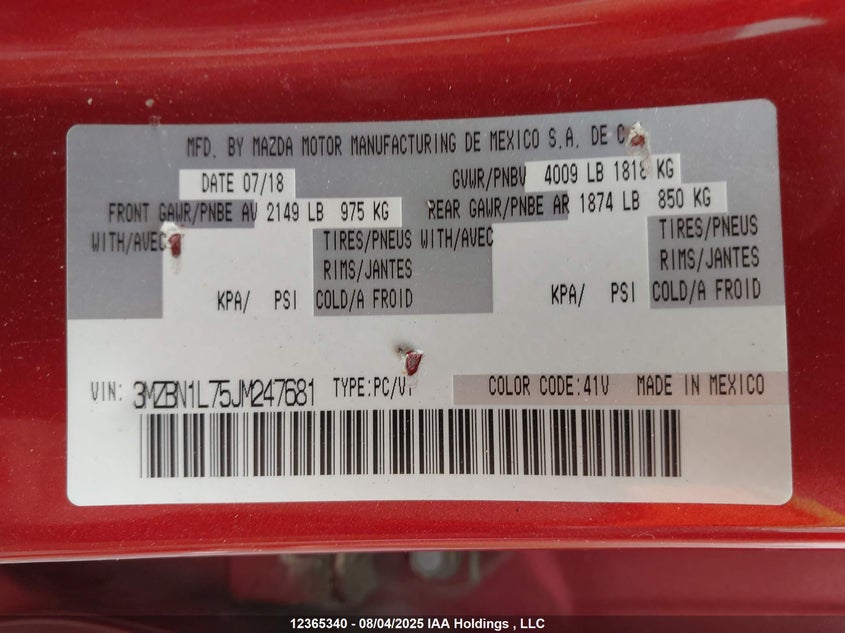 MFD. BY MAZDA MOTOR MANUFACTURING DE MEXICO S.A. DE C
DATE 07/18 GVWR/PNBV 4009 LB 1818 KG
FRONT GAWR/PNBE AV 2149 LB 975 KG REAR GAWR/PNBE AR 1874 LB 850 KG
WITH/AVEC TIRES/PNEUS WITH/AVEC TIRES/PNEUS
RIMS/JANTES RIMS/JANTES
KPA/ PSI COLD/A FROID KPA/ PSI COLD/A FROID
VIN: 3MZBN1L75JM247681 TYPE:PC/V COLOR CODE:41V MADE IN MEXICO
12365340 - 08/04/2025 IAA Holdings , LLC